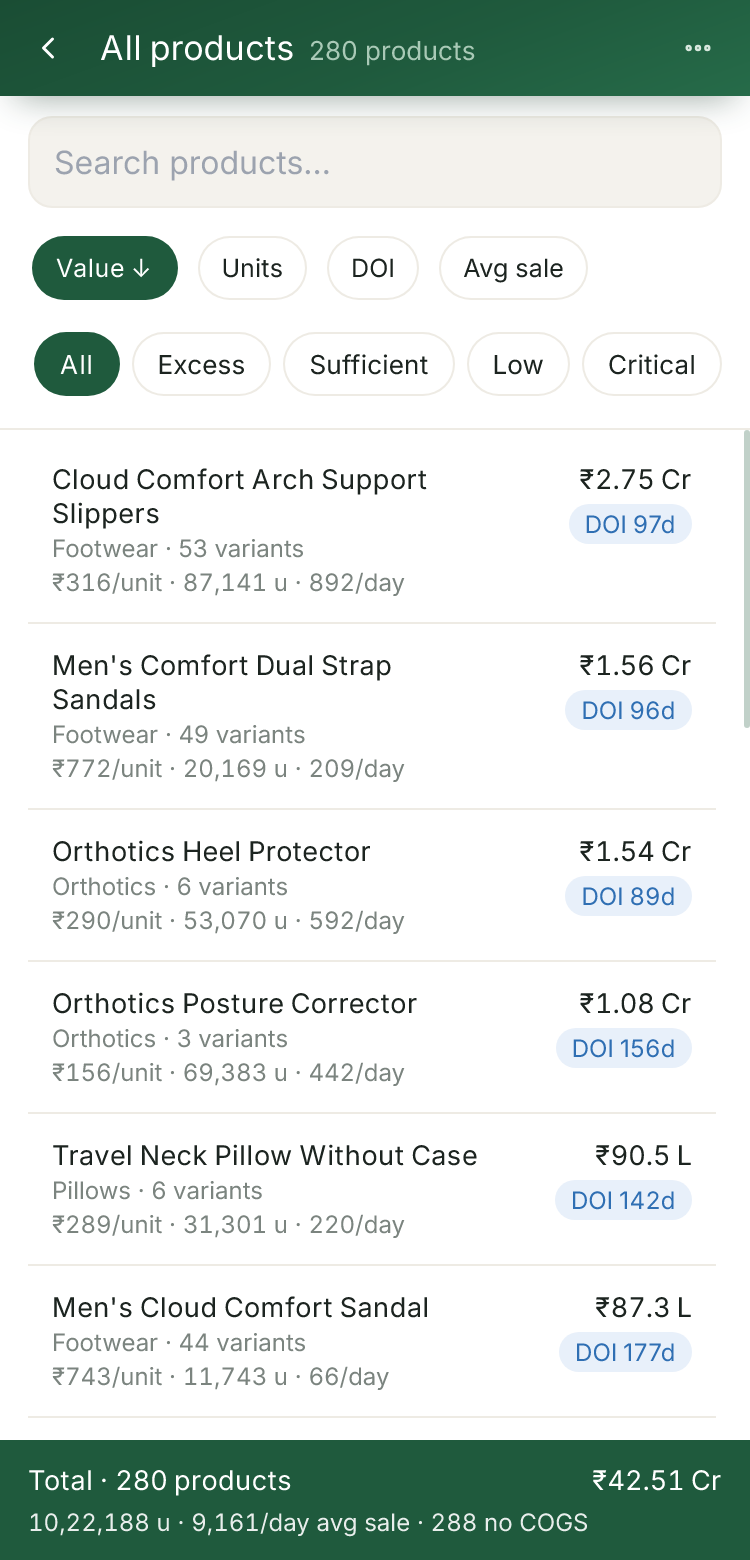 All products 280 products
Search products...
Value ↓ Units DOI Avg sale
All Excess Sufficient Low Critical
Cloud Comfort Arch Support ₹2.75 Cr
Slippers DOI 97d
Footwear · 53 variants
₹316/unit · 87,141 u · 892/day
Men's Comfort Dual Strap ₹1.56 Cr
Sandals DOI 96d
Footwear · 49 variants
₹772/unit · 20,169 u · 209/day
Orthotics Heel Protector ₹1.54 Cr
Orthotics · 6 variants DOI 89d
₹290/unit · 53,070 u · 592/day
Orthotics Posture Corrector ₹1.08 Cr
Orthotics · 3 variants DOI 156d
₹156/unit · 69,383 u · 442/day
Travel Neck Pillow Without Case ₹90.5 L
Pillows · 6 variants DOI 142d
₹289/unit · 31,301 u · 220/day
Men's Cloud Comfort Sandal ₹87.3 L
Footwear · 44 variants DOI 177d
₹743/unit · 11,743 u · 66/day
Total · 280 products ₹42.51 Cr
10,22,188 u · 9,161/day avg sale · 288 no COGS